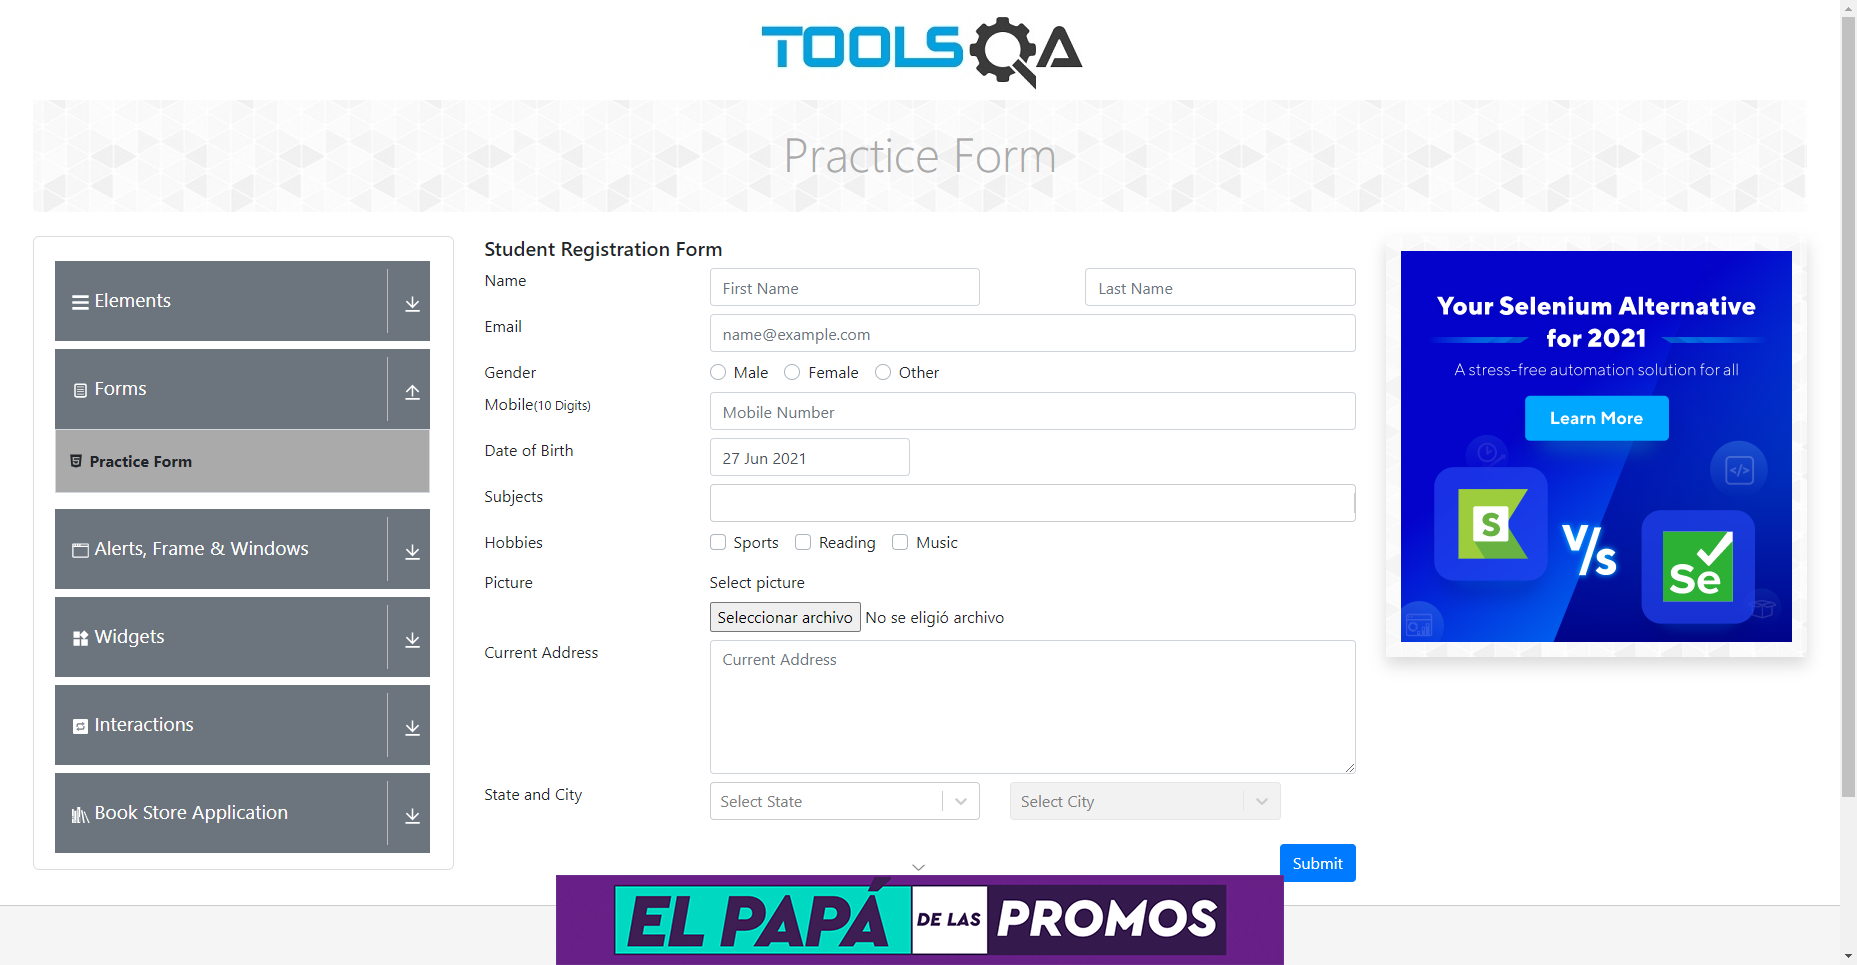 TOOLSQA
Practice Form
Elements
Forms
Practice Form
Alerts, Frame & Windows
Widgets
Interactions
Book Store Application
Student Registration Form
Name
First Name
Last Name
Email
name@example.com
Gender
Male Female Other
Mobile(10 Digits)
Mobile Number
Date of Birth
27 Jun 2021
Subjects
Hobbies
Sports Reading Music
Picture
Select picture
Seleccionar archivo No se eligió archivo
Current Address
Current Address
State and City
Select State
Select City
Submit
Your Selenium Alternative
for 2021
A stress-free automation solution for all
Learn More
</>
S
V/s
Se
EL PAPÁ DE LAS PROMOS